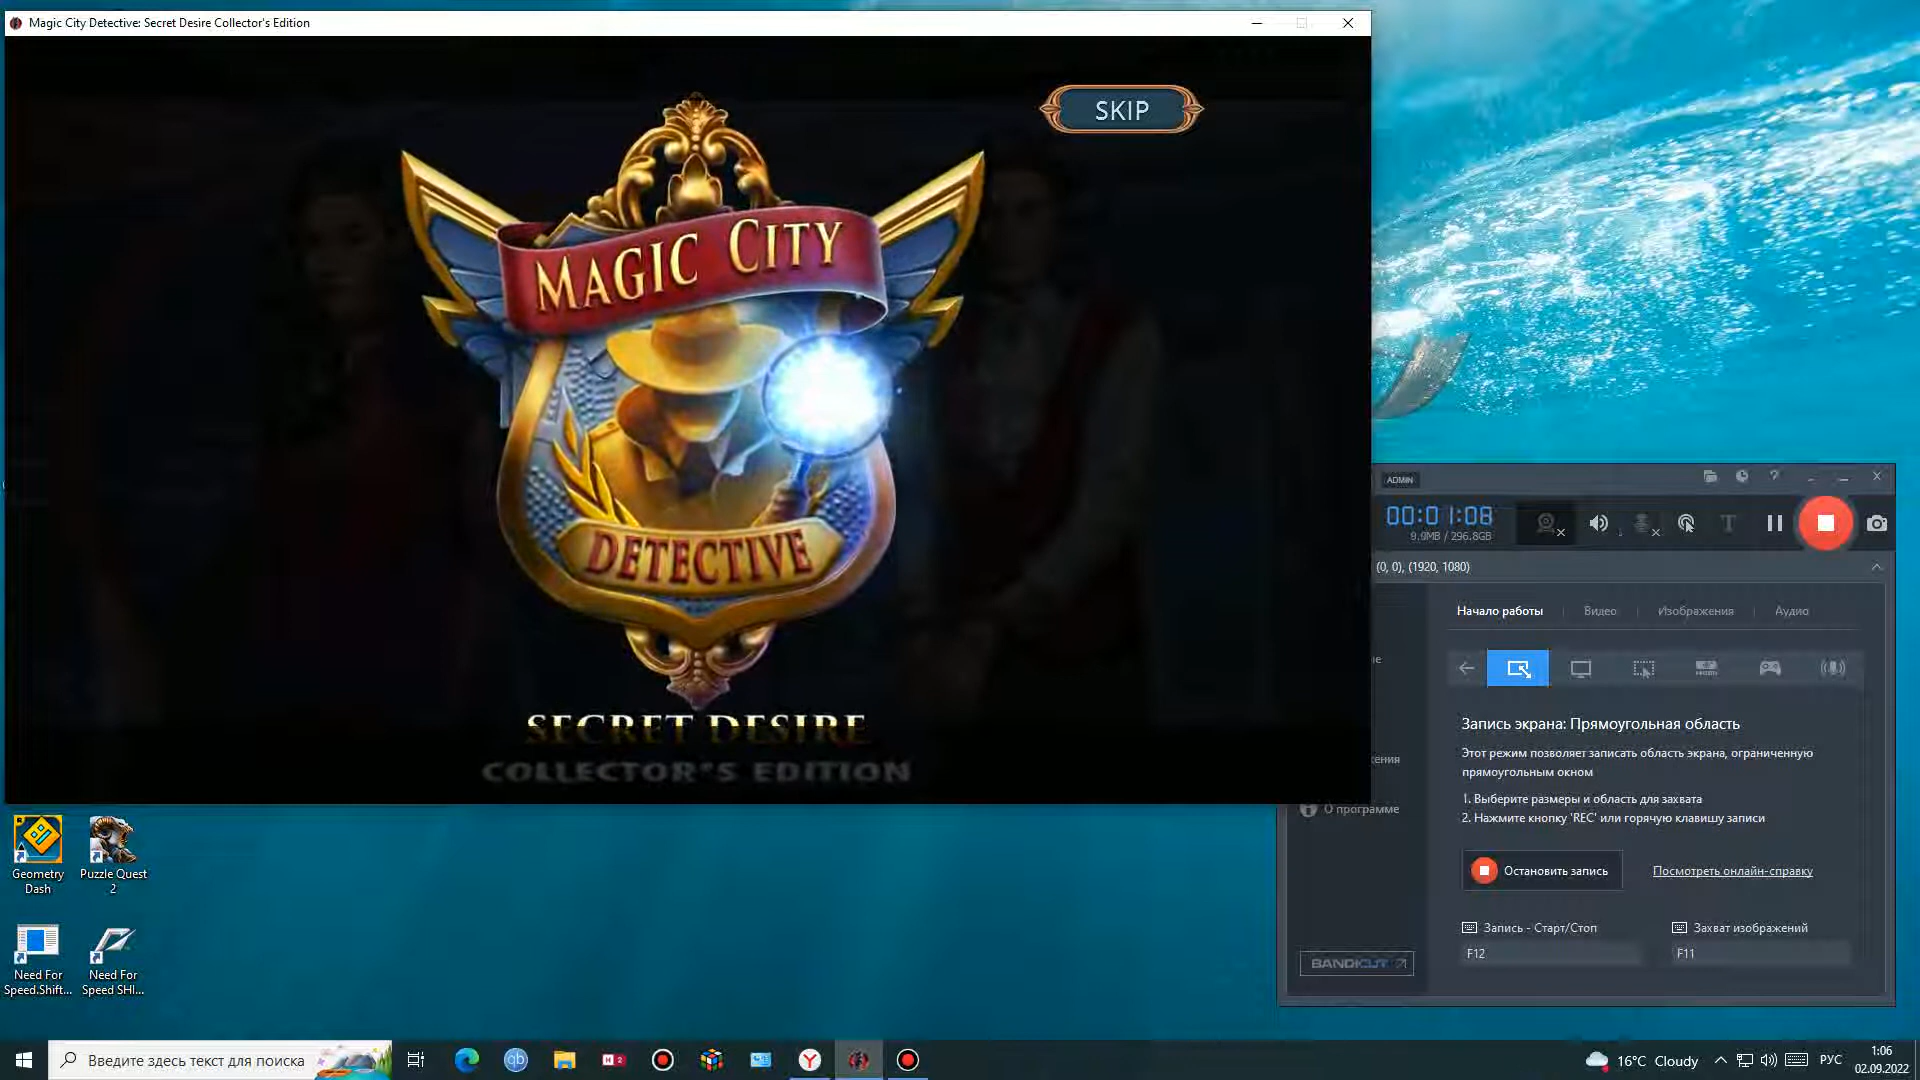 Magic City Detective: Secret Desire Collector's Edition
SKIP
MAGIC CITY
DETECTIVE
SECRET DESIRE
COLLECTOR'S EDITION
ADMIN
00:01:08
9.0MB / 296.8GB
(0, 0), (1920, 1080)
Начало работы
Видео
Изображения
Аудио
Запись экрана: Прямоугольная область
Этот режим позволяет записать область экрана, ограниченную
прямоугольным окном
1. Выберите размеры и область для захвата
2. Нажмите кнопку 'REC' или горячую клавишу записи
О программе
Остановить запись
Посмотреть онлайн-справку
Запись - Старт/Стоп
Захват изображений
F12
F11
BANDICUT
Geometry
Dash
Puzzle Quest
2
Need For
Speed.Shift...
Need For
Speed SHI...
Введите здесь текст для поиска
16°C Cloudy
РУС
1:06
02.09.2022